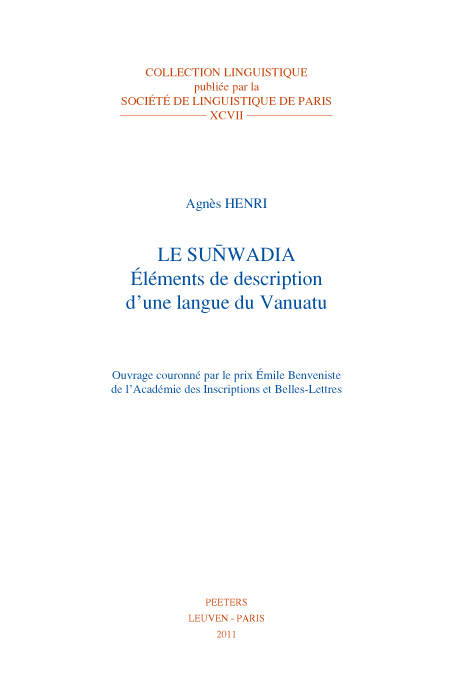 COLLECTION LINGUISTIQUE
publiée par la
SOCIÉTÉ DE LINGUISTIQUE DE PARIS
XCVII
Agnès HENRI
LE SUN̄WADIA
Éléments de description
d’une langue du Vanuatu
Ouvrage couronné par le prix Émile Benveniste
de l’Académie des Inscriptions et Belles-Lettres
PEETERS
LEUVEN - PARIS
2011